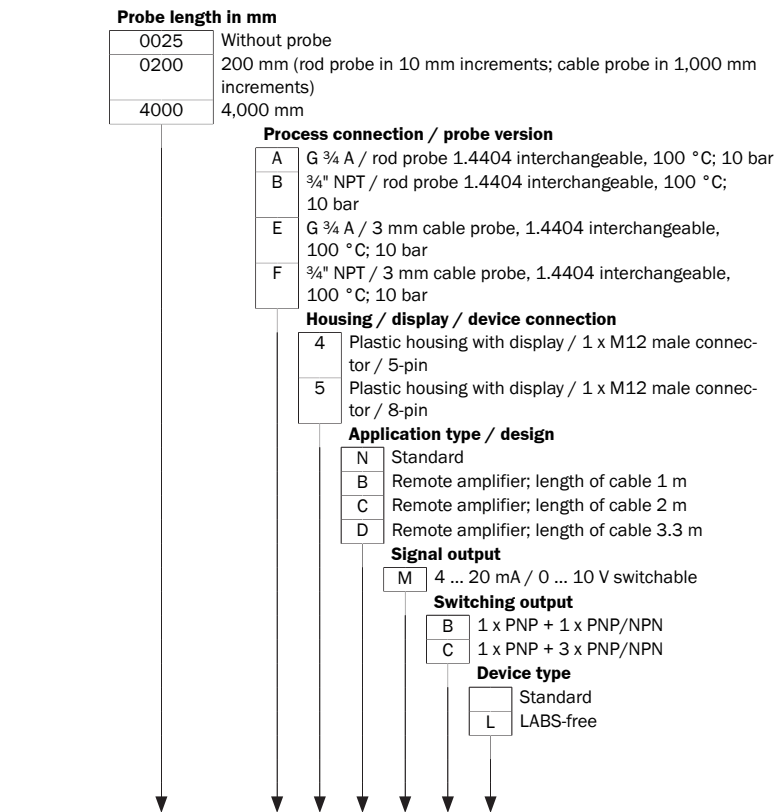 Probe length in mm
0025 Without probe
0200 200 mm (rod probe in 10 mm increments; cable probe in 1,000 mm
increments)
4000 4,000 mm
Process connection / probe version
A G ¾ A / rod probe 1.4404 interchangeable, 100 °C; 10 bar
B ¾" NPT / rod probe 1.4404 interchangeable, 100 °C;
10 bar
E G ¾ A / 3 mm cable probe, 1.4404 interchangeable,
100 °C; 10 bar
F ¾" NPT / 3 mm cable probe, 1.4404 interchangeable,
100 °C; 10 bar
Housing / display / device connection
4 Plastic housing with display / 1 x M12 male connec-
tor / 5-pin
5 Plastic housing with display / 1 x M12 male connec-
tor / 8-pin
Application type / design
N Standard
B Remote amplifier; length of cable 1 m
C Remote amplifier; length of cable 2 m
D Remote amplifier; length of cable 3.3 m
Signal output
M 4 ... 20 mA / 0 ... 10 V switchable
Switching output
B 1 x PNP + 1 x PNP/NPN
C 1 x PNP + 3 x PNP/NPN
Device type
Standard
L LABS-free